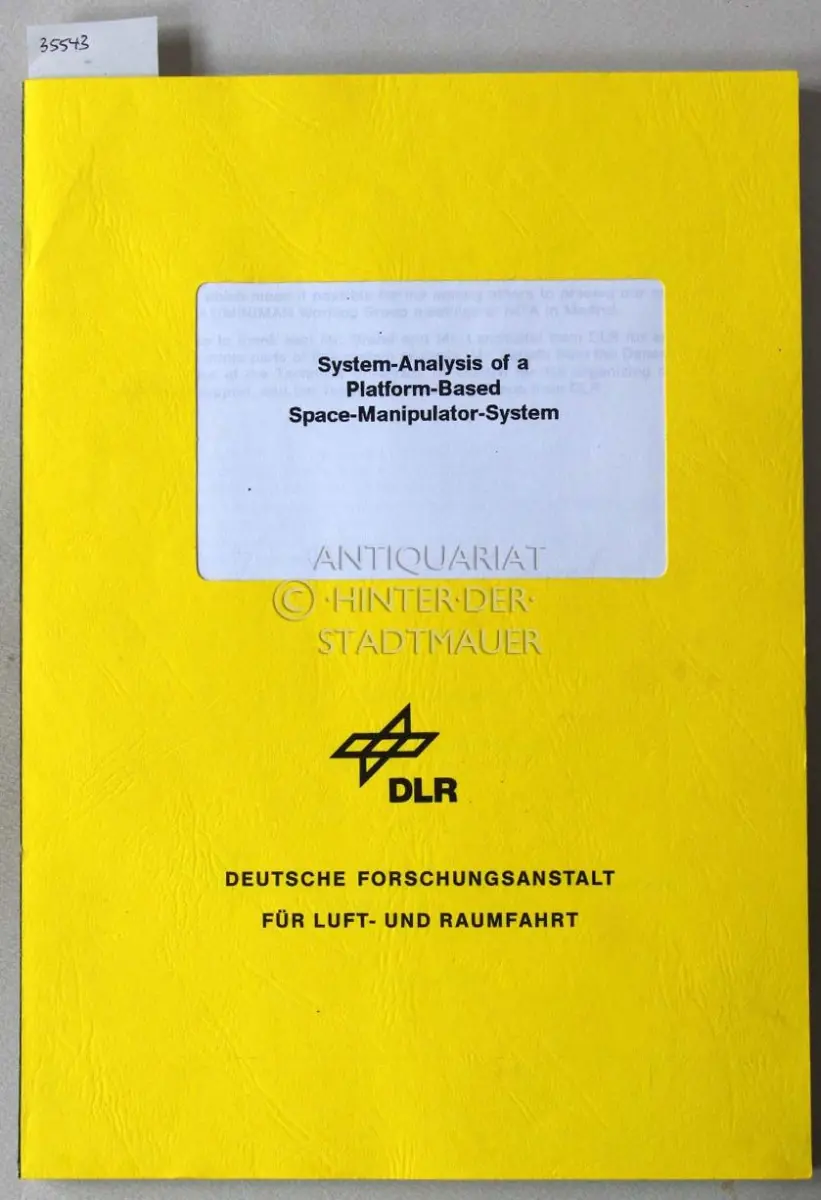 35543
System-Analysis of a
Platform-Based
Space-Manipulator-System
ANTIQUARIAT
© ·HINTER·DER·
STADTMAUER
DLR
DEUTSCHE FORSCHUNGSANSTALT
FÜR LUFT- UND RAUMFAHRT